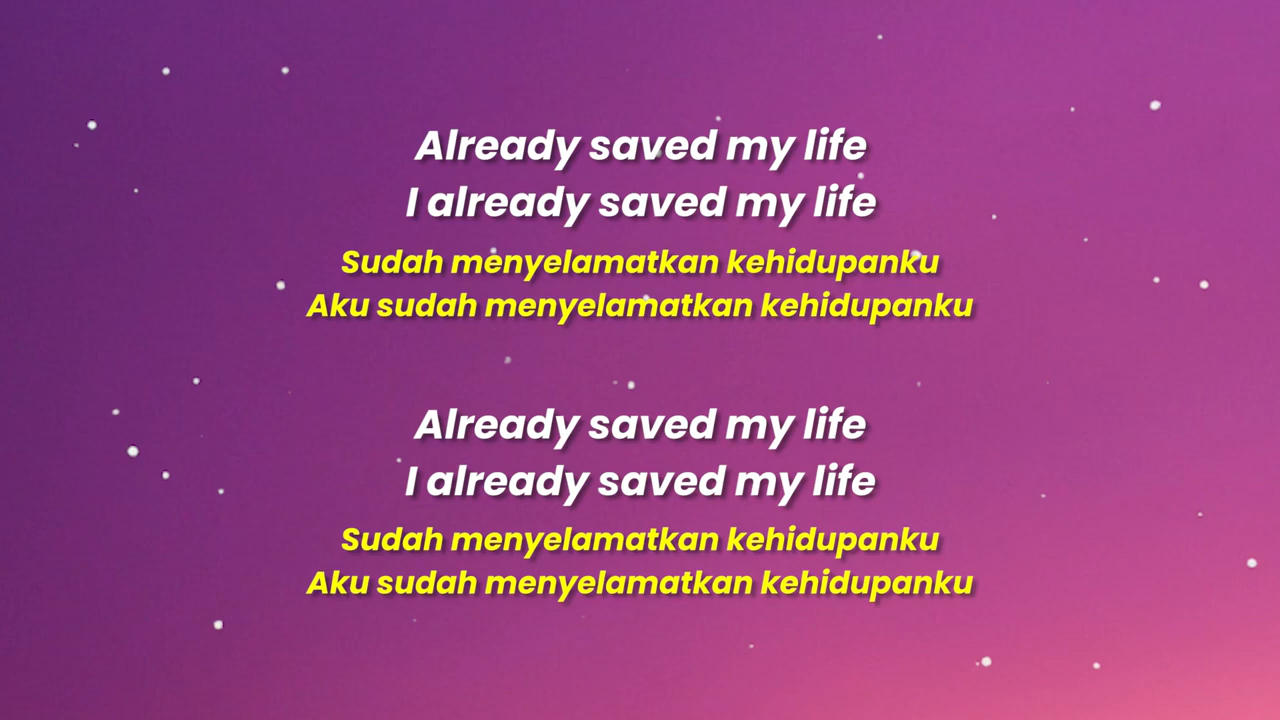 Already saved my life
I already saved my life
Sudah menyelamatkan kehidupanku
Aku sudah menyelamatkan kehidupanku
Already saved my life
I already saved my life
Sudah menyelamatkan kehidupanku
Aku sudah menyelamatkan kehidupanku